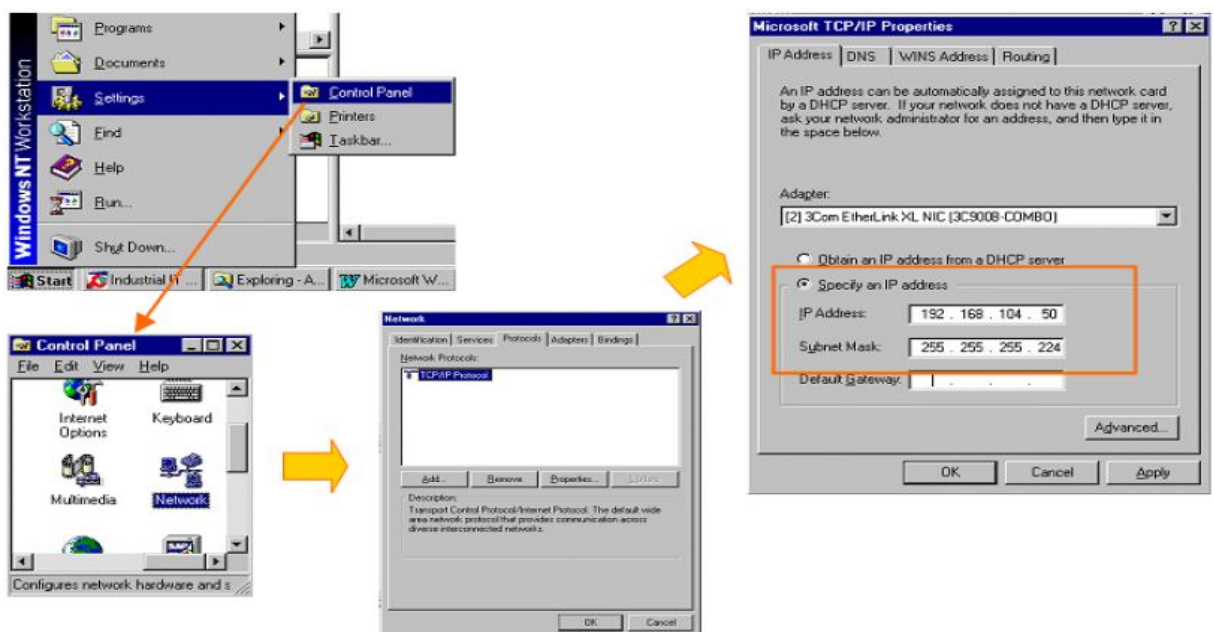 Windows NT Workstation
Programs
Documents
Settings
Find
Help
Run...
Shut Down...
Control Panel
Printers
Taskbar...
Start
Industrial IT ...
Exploring - A...
Microsoft W...
Control Panel
File Edit View Help
Internet Options
Keyboard
Multimedia
Network
Configures network hardware and s
Network
Identification Services Protocols Adapters Bindings
Network Protocols:
TCP/IP Protocol
Add... Remove Properties... Update
Description:
Transport Control Protocol/Internet Protocol. The default wide
area network protocol that provides communication across
diverse interconnected networks.
OK Cancel
Microsoft TCP/IP Properties
IP Address DNS WINS Address Routing
An IP address can be automatically assigned to this network card
by a DHCP server. If your network does not have a DHCP server,
ask your network administrator for an address, and then type it in
the space below.
Adapter:
[2] 3Com EtherLink XL NIC (3C900B-COMBO)
Obtain an IP address from a DHCP server
Specify an IP address
IP Address: 192 . 168 . 104 . 50
Subnet Mask: 255 . 255 . 255 . 224
Default Gateway: . . .
Advanced...
OK Cancel Apply